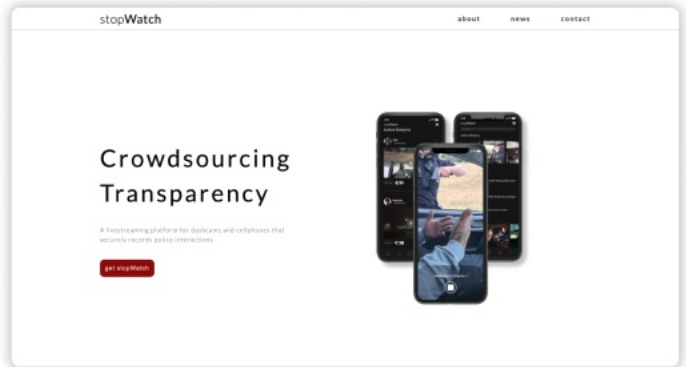 stopWatch
about news contact
Crowdsourcing
Transparency
A livestreaming platform for dashcams and cellphones that
securely records police interactions
get stopWatch